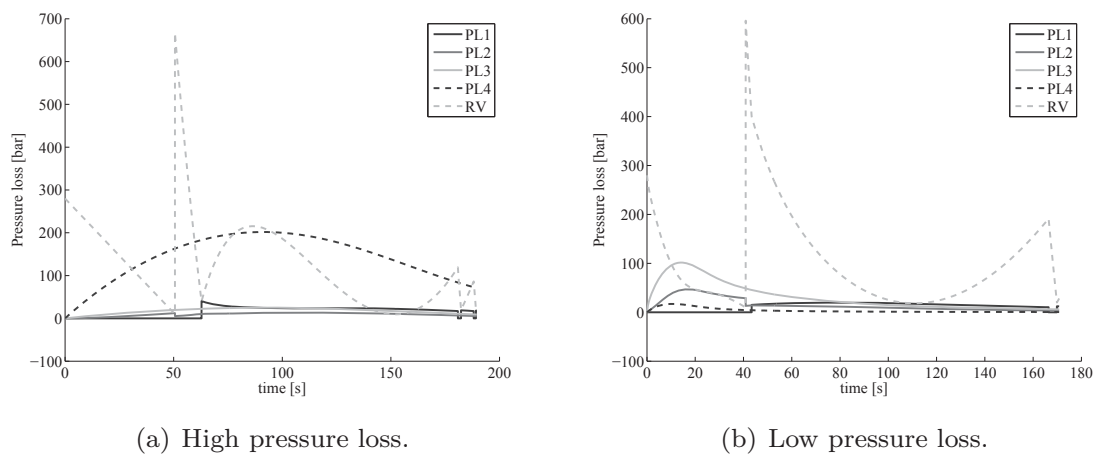 700
600
500
400
300
200
100
0
−100
Pressure loss [bar]
0 50 100 150 200
time [s]
PL1
PL2
PL3
PL4
RV
(a) High pressure loss.
600
500
400
300
200
100
0
−100
Pressure loss [bar]
0 20 40 60 80 100 120 140 160 180
time [s]
PL1
PL2
PL3
PL4
RV
(b) Low pressure loss.